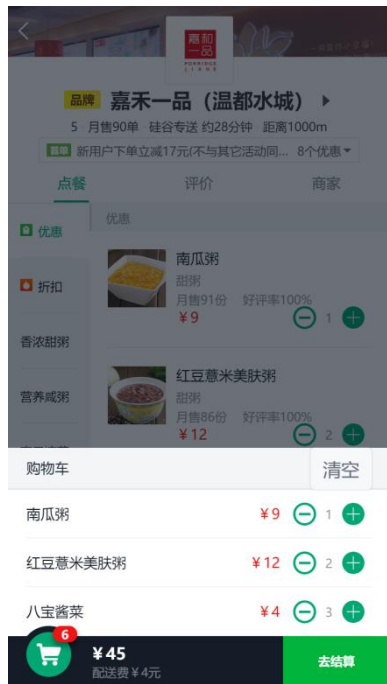 嘉和
一品
PORRIDGE
JIAHE
品牌 嘉禾一品（温都水城）
5 月售90单 硅谷专送 约28分钟 距离1000m
首单 新用户下单立减17元(不与其它活动同... 8个优惠
点餐 评价 商家
优惠
优惠
南瓜粥
甜粥
月售91份 好评率100%
¥9
1
折扣
香浓甜粥
营养咸粥
红豆薏米美肤粥
甜粥
月售86份 好评率100%
¥12
2
购物车 清空
南瓜粥 ¥9 1
红豆薏米美肤粥 ¥12 2
八宝酱菜 ¥4 3
6
¥45
配送费¥4元
去结算